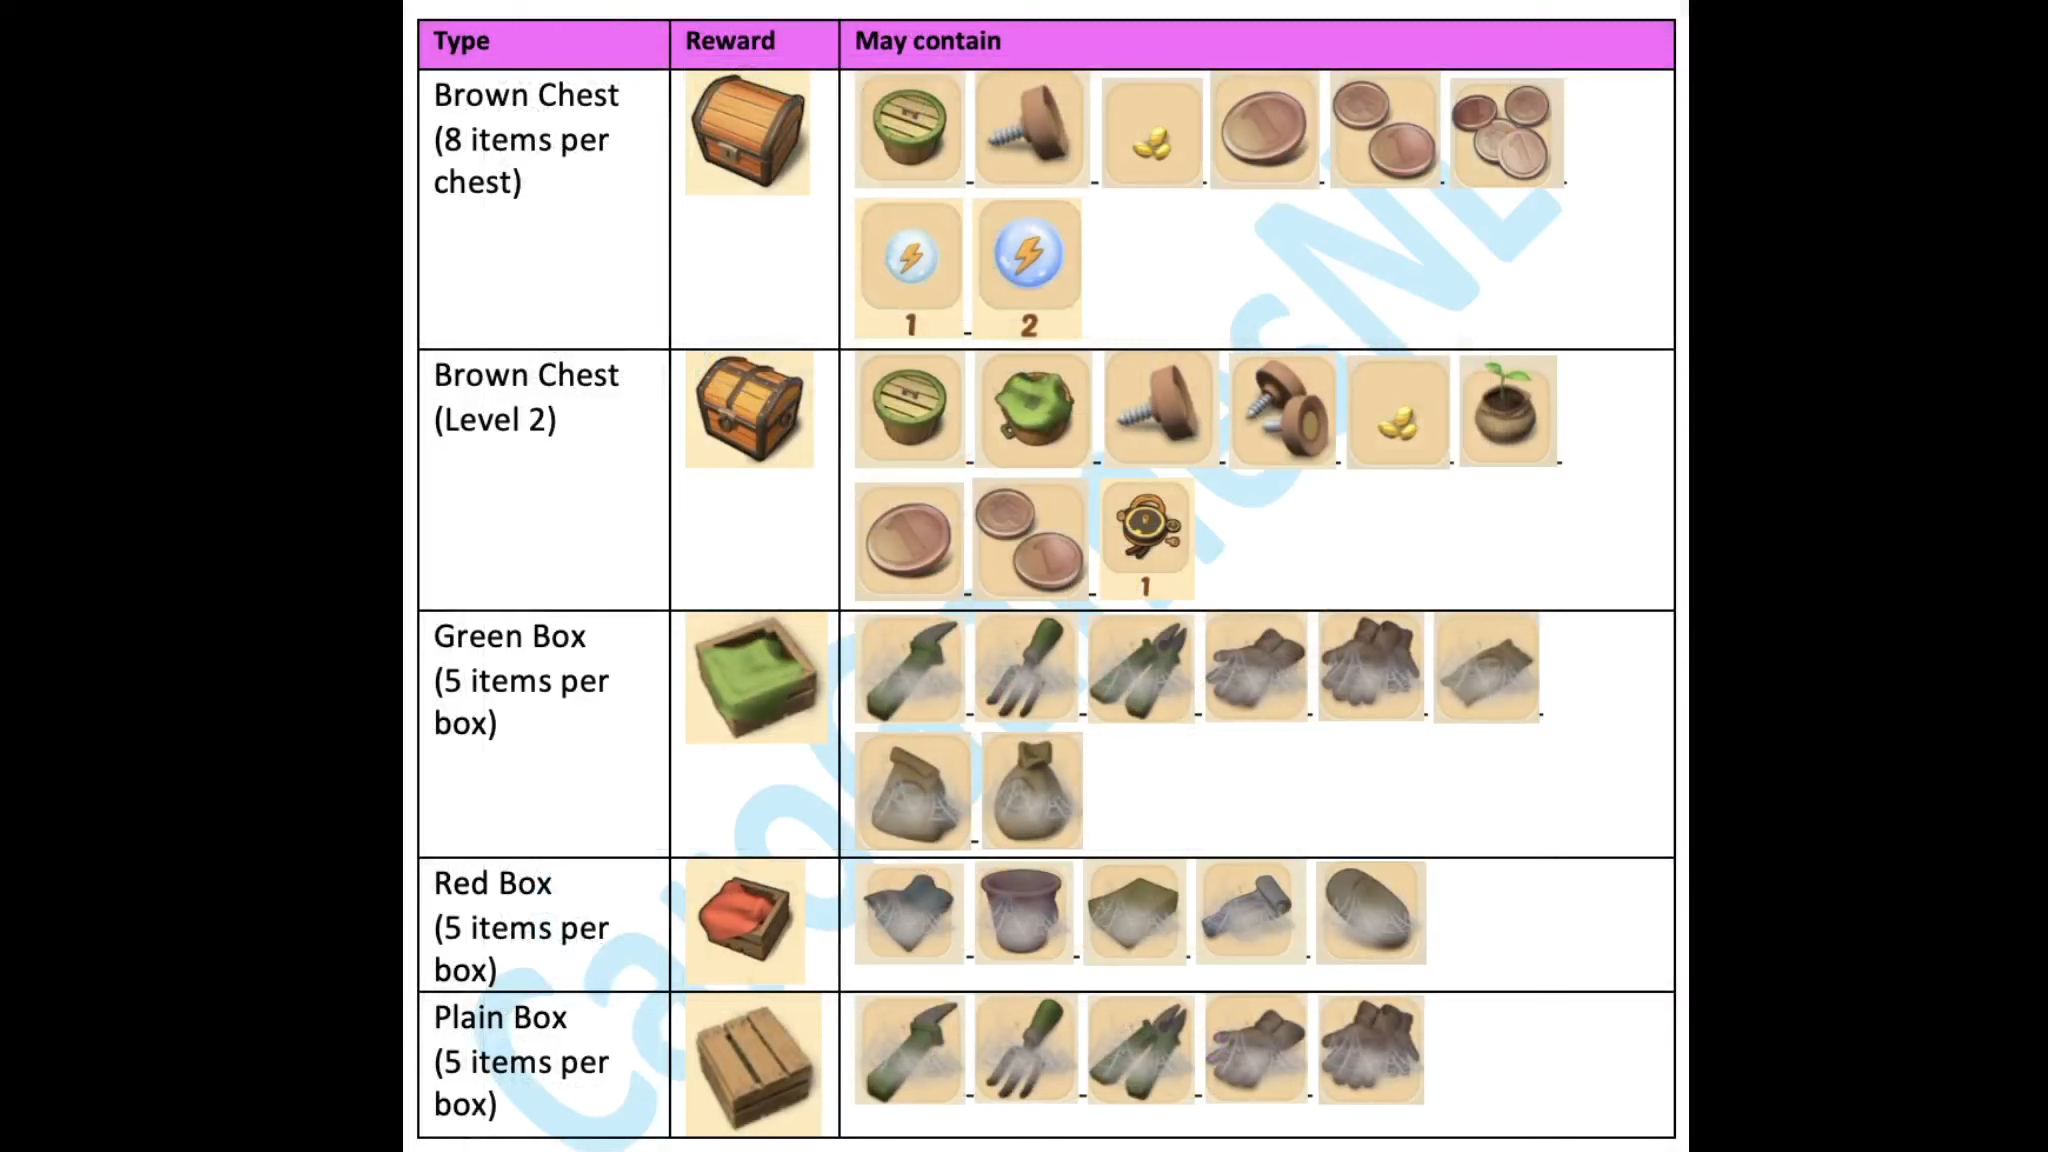 Type Reward May contain
Brown Chest
(8 items per
chest)
1 2
Brown Chest
(Level 2)
1
Green Box
(5 items per
box)
Red Box
(5 items per
box)
Plain Box
(5 items per
box)